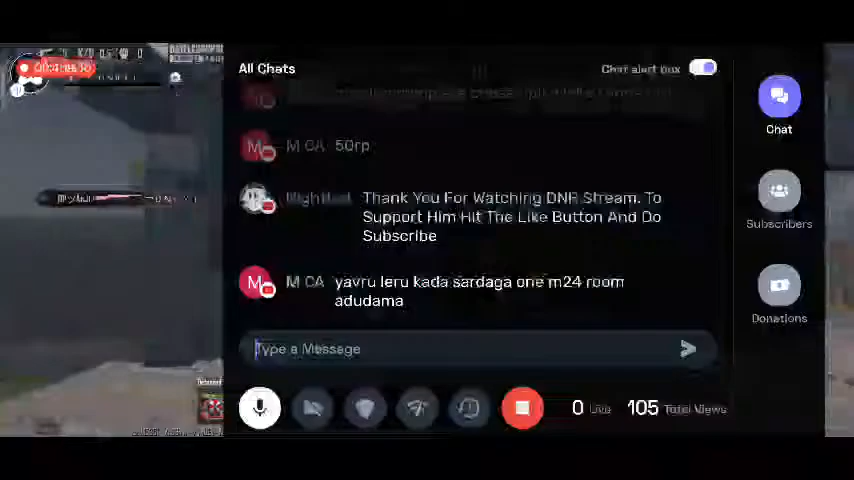 All Chats
Chat alert box
M CA 50rp
Nightbot Thank You For Watching DNR Stream. To
Support Him Hit The Like Button And Do
Subscribe
M CA yavru leru kada sardaga one m24 room
adudama
Type a Message
0 Live 105 Total Views
Chat
Subscribers
Donations